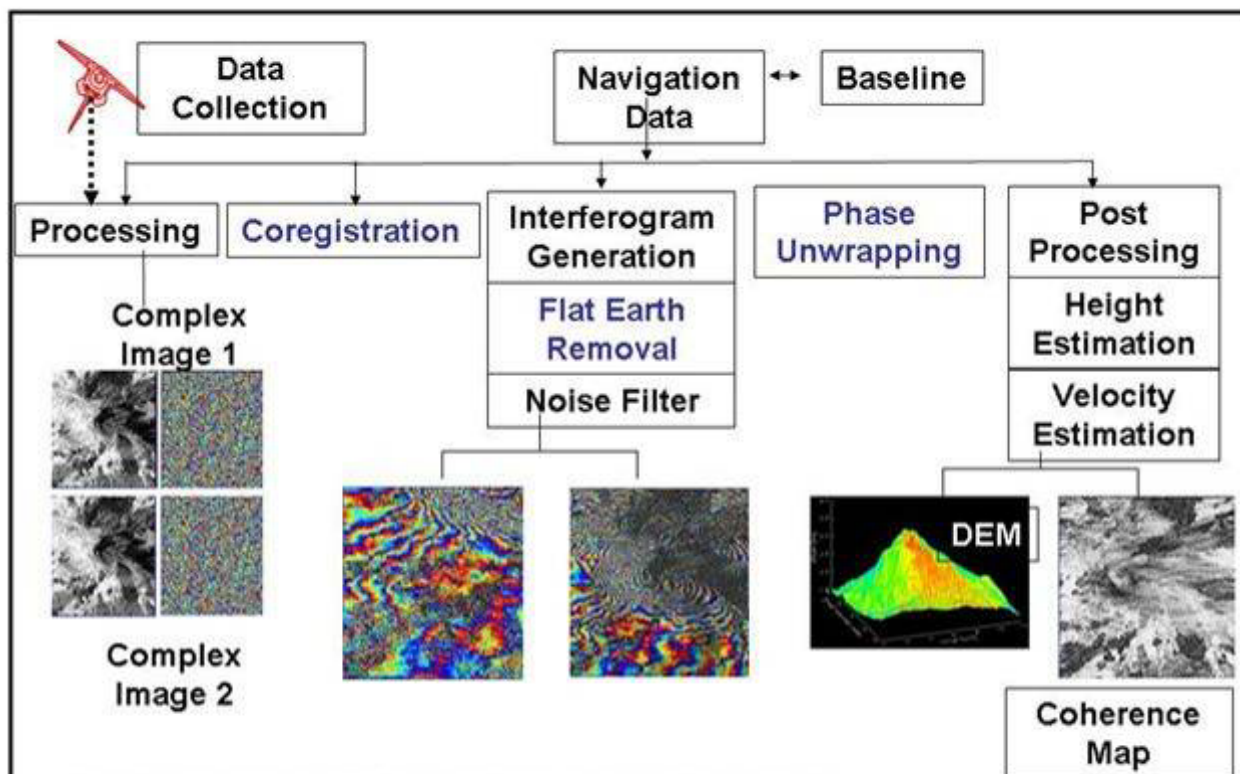 Data
Collection
Navigation
Data
Baseline
Processing
Coregistration
Interferogram
Generation
Flat Earth
Removal
Noise Filter
Phase
Unwrapping
Post
Processing
Height
Estimation
Velocity
Estimation
Complex
Image 1
Complex
Image 2
DEM
Coherence
Map